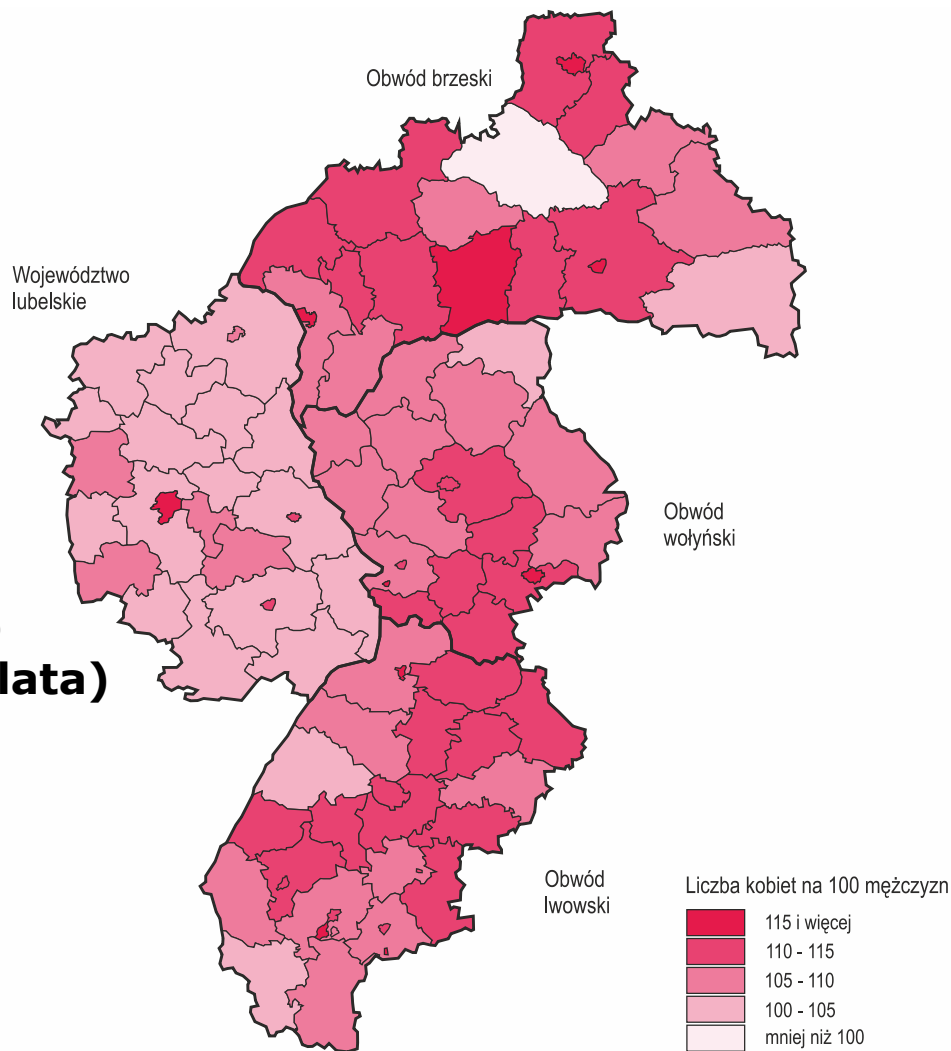 Obwód brzeski
Województwo
lubelskie
Obwód
wołyński
lata)
Obwód
lwowski
Liczba kobiet na 100 mężczyzn
115 i więcej
110 - 115
105 - 110
100 - 105
mniej niż 100